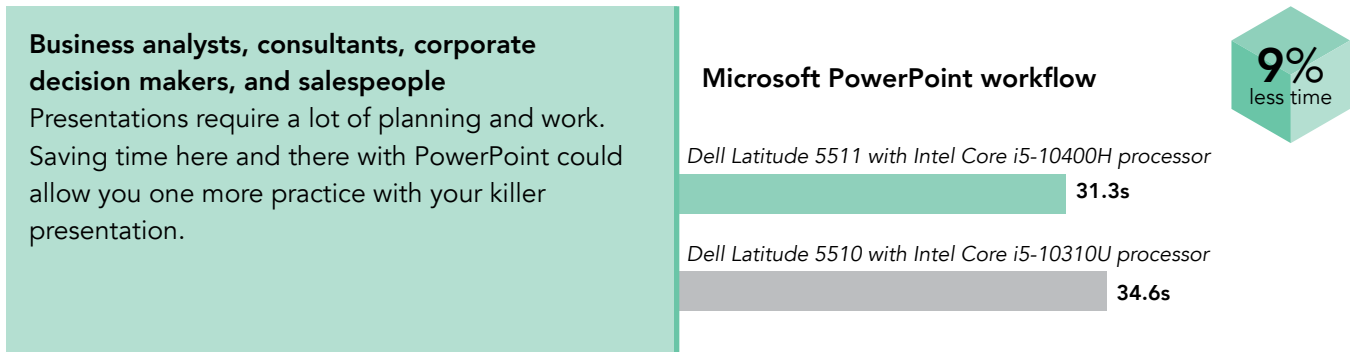 Business analysts, consultants, corporate
decision makers, and salespeople
Presentations require a lot of planning and work.
Saving time here and there with PowerPoint could
allow you one more practice with your killer
presentation.
Microsoft PowerPoint workflow
9%
less time
Dell Latitude 5511 with Intel Core i5-10400H processor
31.3s
Dell Latitude 5510 with Intel Core i5-10310U processor
34.6s